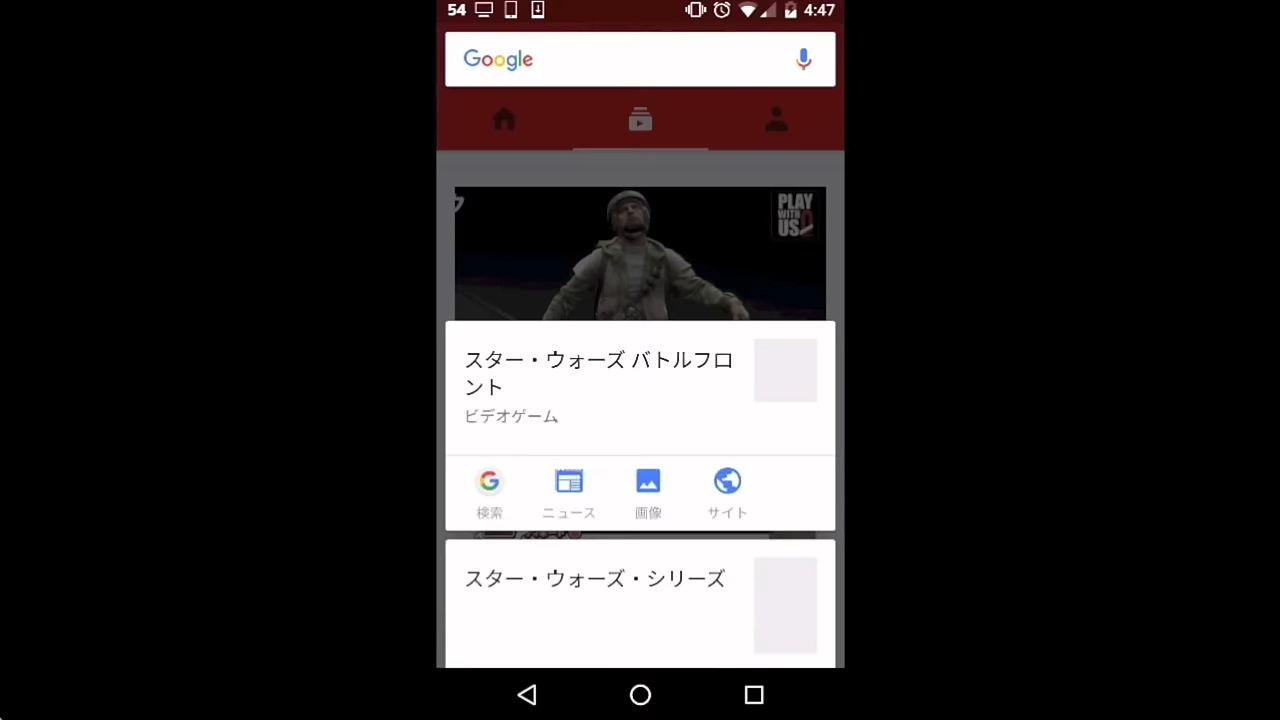 54
4:47
Google
PLAY
WITH
US2
スター・ウォーズ バトルフロ
ント
ビデオゲーム
検索
ニュース
画像
サイト
スター・ウォーズ・シリーズ